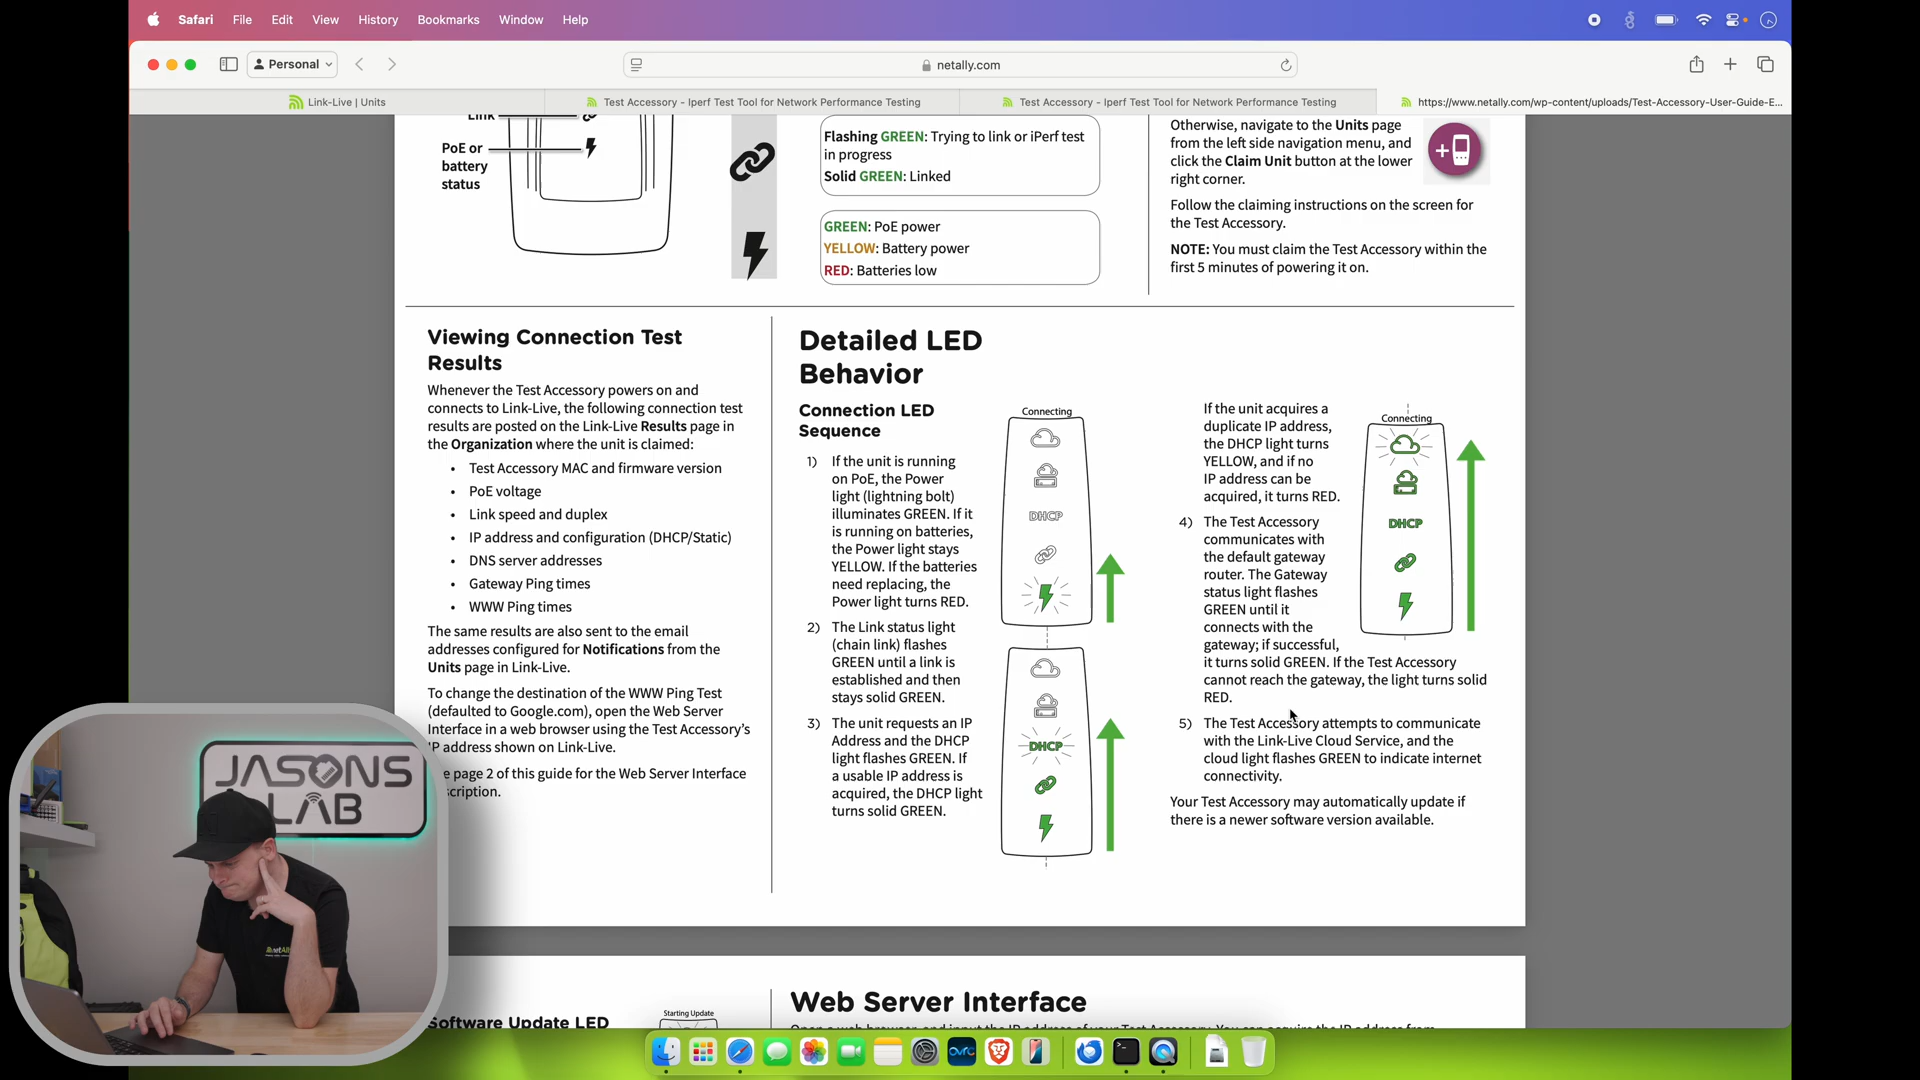 Safari File Edit View History Bookmarks Window Help
Personal
netally.com
Link-Live | Units
Test Accessory - Iperf Test Tool for Network Performance Testing
Test Accessory - Iperf Test Tool for Network Performance Testing
https://www.netally.com/wp-content/uploads/Test-Accessory-User-Guide-E...
Link
PoE or
battery
status
Flashing GREEN: Trying to link or iPerf test
in progress
Solid GREEN: Linked
GREEN: PoE power
YELLOW: Battery power
RED: Batteries low
Otherwise, navigate to the Units page
from the left side navigation menu, and
click the Claim Unit button at the lower
right corner.
Follow the claiming instructions on the screen for
the Test Accessory.
NOTE: You must claim the Test Accessory within the
first 5 minutes of powering it on.
Viewing Connection Test
Results
Whenever the Test Accessory powers on and
connects to Link-Live, the following connection test
results are posted on the Link-Live Results page in
the Organization where the unit is claimed:
• Test Accessory MAC and firmware version
• PoE voltage
• Link speed and duplex
• IP address and configuration (DHCP/Static)
• DNS server addresses
• Gateway Ping times
• WWW Ping times
The same results are also sent to the email
addresses configured for Notifications from the
Units page in Link-Live.
To change the destination of the WWW Ping Test
(defaulted to Google.com), open the Web Server
Interface in a web browser using the Test Accessory's
P address shown on Link-Live.
e page 2 of this guide for the Web Server Interface
scription.
Detailed LED
Behavior
Connection LED
Sequence
1) If the unit is running
on PoE, the Power
light (lightning bolt)
illuminates GREEN. If it
is running on batteries,
the Power light stays
YELLOW. If the batteries
need replacing, the
Power light turns RED.
2) The Link status light
(chain link) flashes
GREEN until a link is
established and then
stays solid GREEN.
3) The unit requests an IP
Address and the DHCP
light flashes GREEN. If
a usable IP address is
acquired, the DHCP light
turns solid GREEN.
Connecting
DHCP
DHCP
If the unit acquires a
duplicate IP address,
the DHCP light turns
YELLOW, and if no
IP address can be
acquired, it turns RED.
4) The Test Accessory
communicates with
the default gateway
router. The Gateway
status light flashes
GREEN until it
connects with the
gateway; if successful,
it turns solid GREEN. If the Test Accessory
cannot reach the gateway, the light turns solid
RED.
5) The Test Accessory attempts to communicate
with the Link-Live Cloud Service, and the
cloud light flashes GREEN to indicate internet
connectivity.
Your Test Accessory may automatically update if
there is a newer software version available.
Connecting
DHCP
Software Update LED
Starting Update
Web Server Interface
Open a web browser, and input the IP address of your Test Accessory. You can acquire the IP address from
JASONS
LAB
netAlly
ovrc